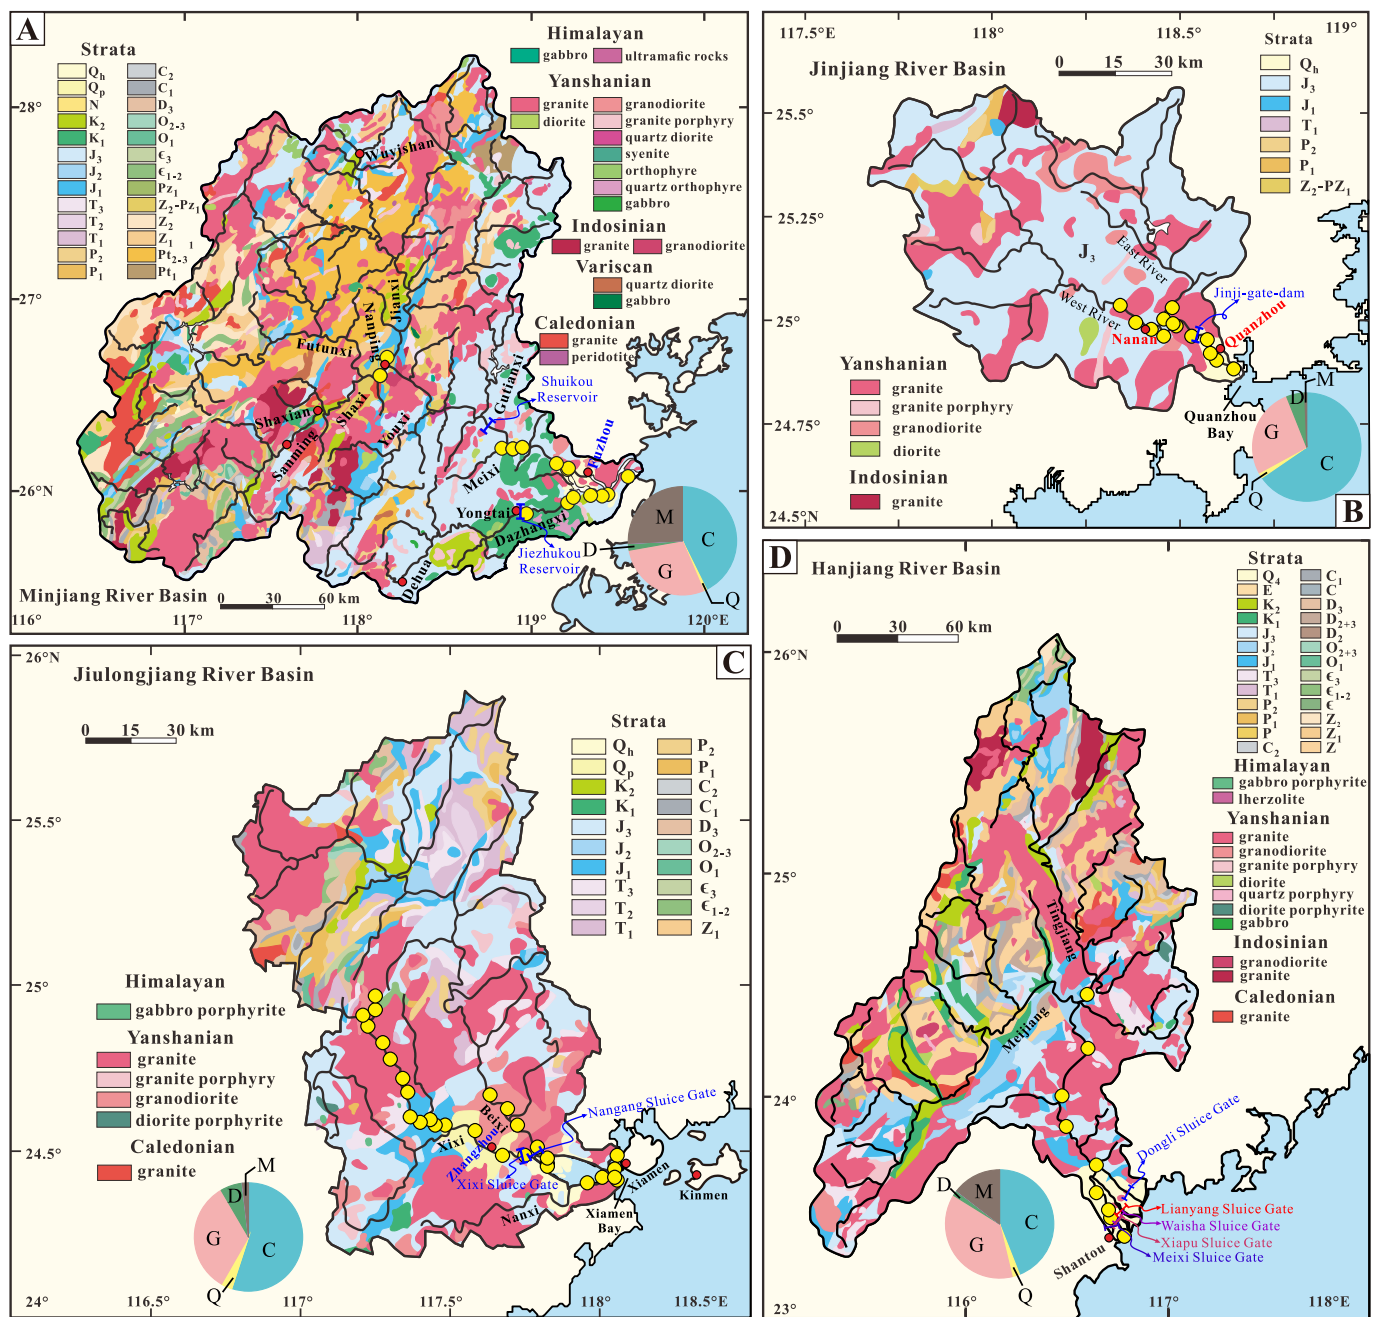 A
Strata
Qh
Qp
N
K2
K1
J3
J2
J1
T3
T2
T1
P2
P1
C2
C1
D3
O2-3
O1
Є3
Є1-2
Pz1
Z2-Pz1
Z2
Z1
1
Pt2-3
Pt1
Himalayan
gabbro
ultramafic rocks
Yanshanian
granite
diorite
granodiorite
granite porphyry
quartz diorite
syenite
orthophyre
quartz orthophyre
gabbro
Indosinian
granite
granodiorite
Variscan
quartz diorite
gabbro
Caledonian
granite
peridotite
28°
27°
26°
Wuyishan
Jianxi
Nanping
Futunxi
Shaxian
Shaxi
Sanming
Youxi
Gutianxi
Shuikou
Reservoir
Fuzhou
Meixi
Yongtai
Dazhangxi
Jiezhukou
Reservoir
Dehua
M
C
D
G
Q
Minjiang River Basin
0 30 60 km
116° 117° 118° 119° 120°E
B
117.5°E 118° 118.5° 119°
Jinjiang River Basin
0 15 30 km
Strata
Qh
J3
J1
T1
P2
P1
Z2-PZ1
25.5°
25.25°
25°
24.75°
24.5°N
J3
East River
West River
Jinji-gate-dam
Nanan
Quanzhou
Quanzhou
Bay
Yanshanian
granite
granite porphyry
granodiorite
diorite
Indosinian
granite
M
D
G
C
Q
C
26°N
Jiulongjiang River Basin
0 15 30 km
Strata
Qh
Qp
K2
K1
J3
J2
J1
T3
T2
T1
P2
P1
C2
C1
D3
O2-3
O1
Є3
Є1-2
Z1
25.5°
25°
24.5°
24°
Himalayan
gabbro porphyrite
Yanshanian
granite
granite porphyry
granodiorite
diorite porphyrite
Caledonian
granite
Xixi
Beixi
Zhangzhou
Nangang Sluice Gate
Xixi Sluice Gate
Nanxi
Xiamen
Xiamen
Bay
Kinmen
M
D
G
C
Q
116.5° 117° 117.5° 118° 118.5°E
D
Hanjiang River Basin
0 30 60 km
Strata
Q4
E
K2
K1
J3
J2
J1
T3
T1
P2
P1
P
C2
C1
C
D3
D2+3
D2
O2+3
O1
Є3
Є1-2
Є
Z2
Z1
Z
Himalayan
gabbro porphyrite
lherzolite
Yanshanian
granite
granodiorite
granite porphyry
diorite
quartz porphyry
diorite porphyrite
gabbro
Indosinian
granodiorite
granite
Caledonian
granite
26°N
25°
24°
23°
Tingjiang
Meijiang
Dongli Sluice Gate
Lianyang Sluice Gate
Waisha Sluice Gate
Xiapu Sluice Gate
Meixi Sluice Gate
Shantou
D
M
C
G
Q
116° 117° 118°E